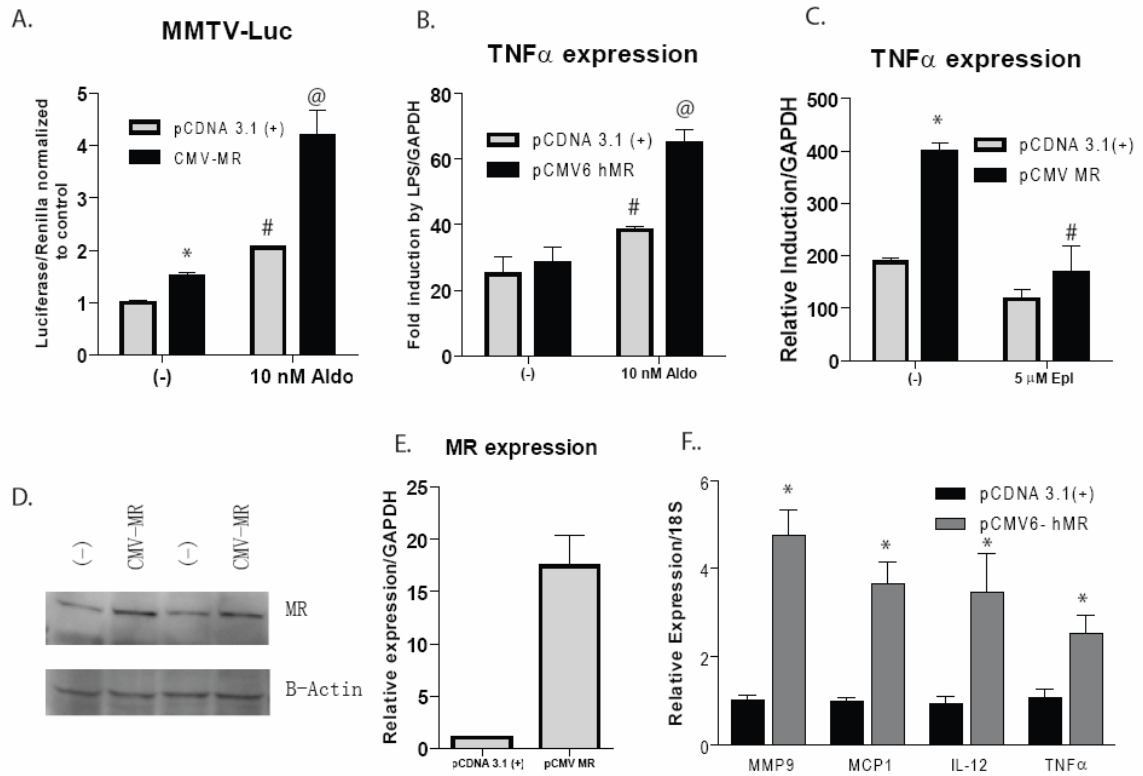 A.
MMTV-Luc
Luciferase/Renilla normalized
to control
5
4
3
2
1
0
pCDNA 3.1 (+)
CMV-MR
*
#
@
(-)
10 nM Aldo
B.
TNFα expression
Fold induction by LPS/GAPDH
80
60
40
20
0
pCDNA 3.1 (+)
pCMV6 hMR
#
@
(-)
10 nM Aldo
C.
TNFα expression
Relative Induction/GAPDH
500
400
300
200
100
0
pCDNA 3.1(+)
pCMV MR
*
#
(-)
5 μM Epl
D.
(-)
CMV-MR
(-)
CMV-MR
MR
B-Actin
E.
MR expression
Relative expression/GAPDH
25
20
15
10
5
0
pCDNA 3.1 (+)
pCMV MR
F..
Relative Expression/18S
6
4
2
0
pCDNA 3.1(+)
pCMV6- hMR
*
*
*
*
MMP9
MCP1
IL-12
TNFα